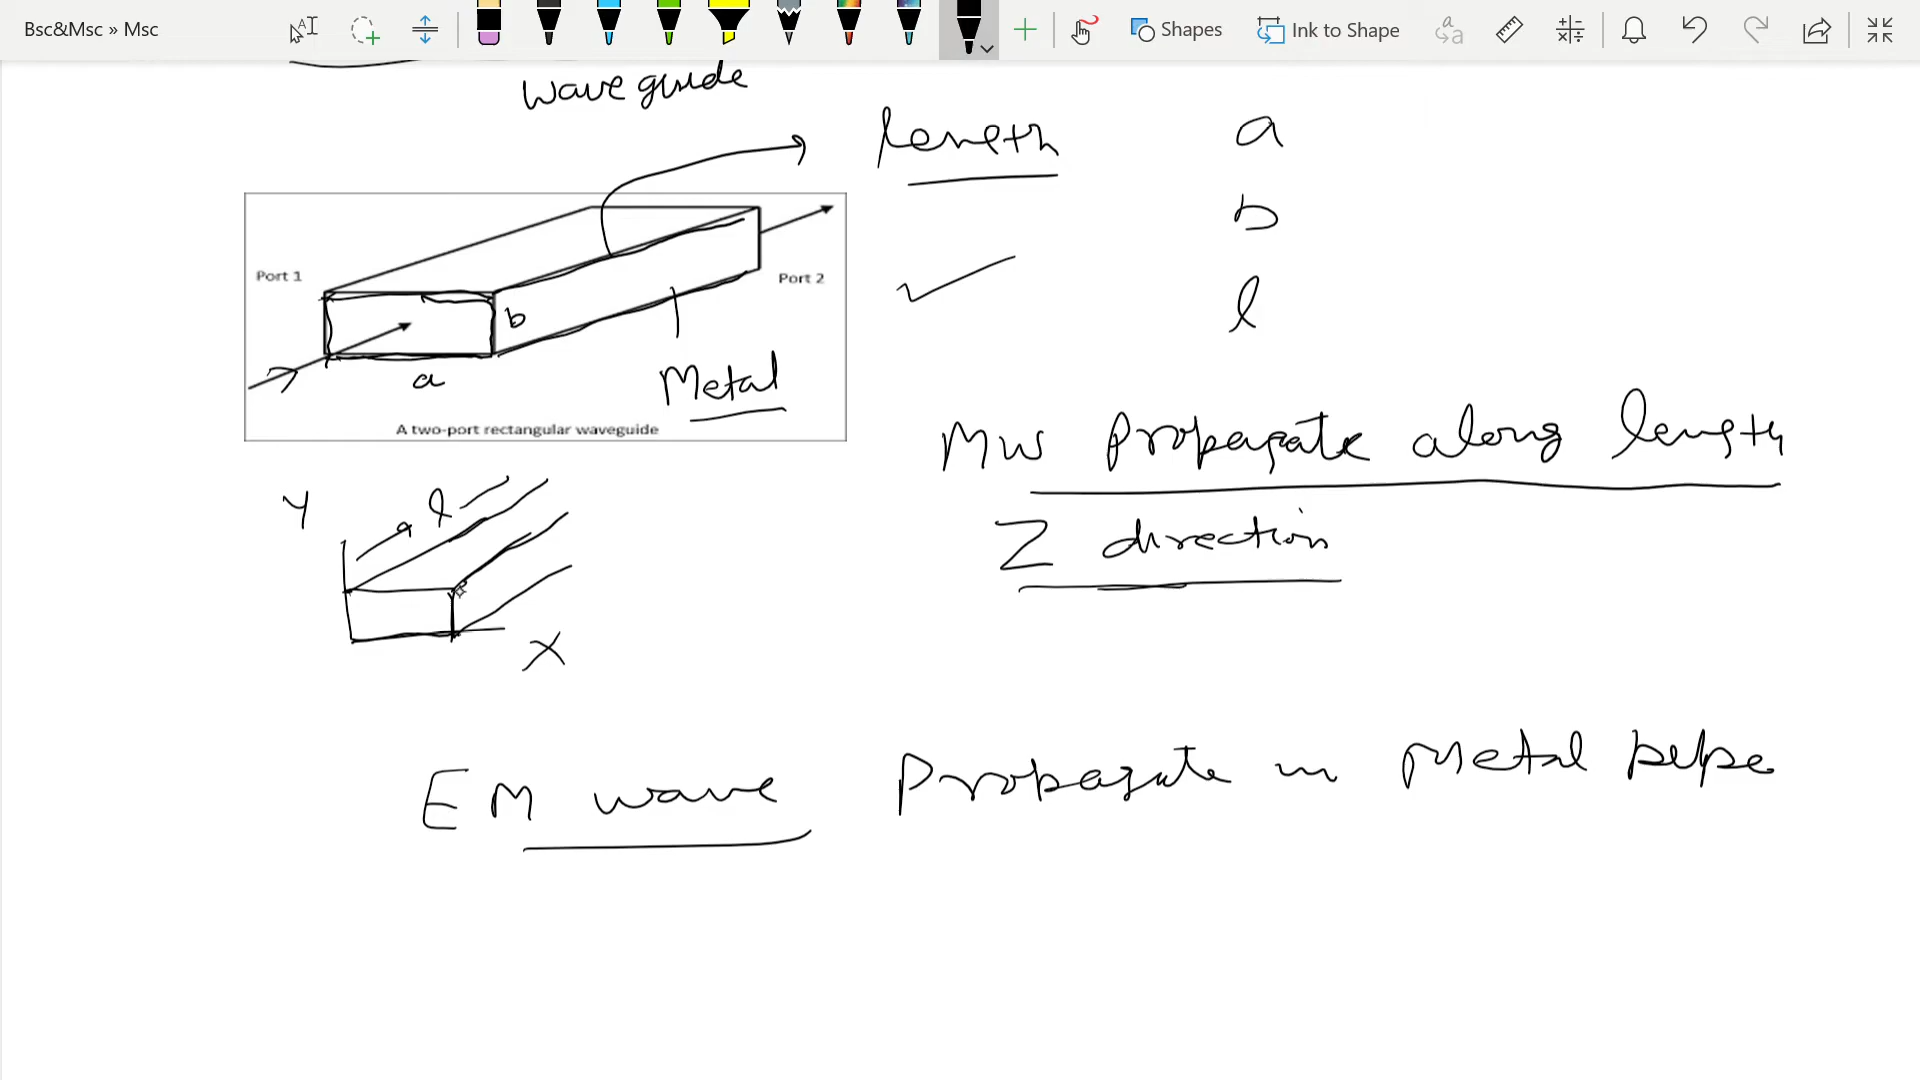 Bsc&Msc » Msc
Shapes
Ink to Shape
wave guide
length a
b
l
Port 1
Port 2
b
a
Metal
A two-port rectangular waveguide
MW Propagate along length
Z direction
Y
l
X
EM wave Propagate in Metal pipe